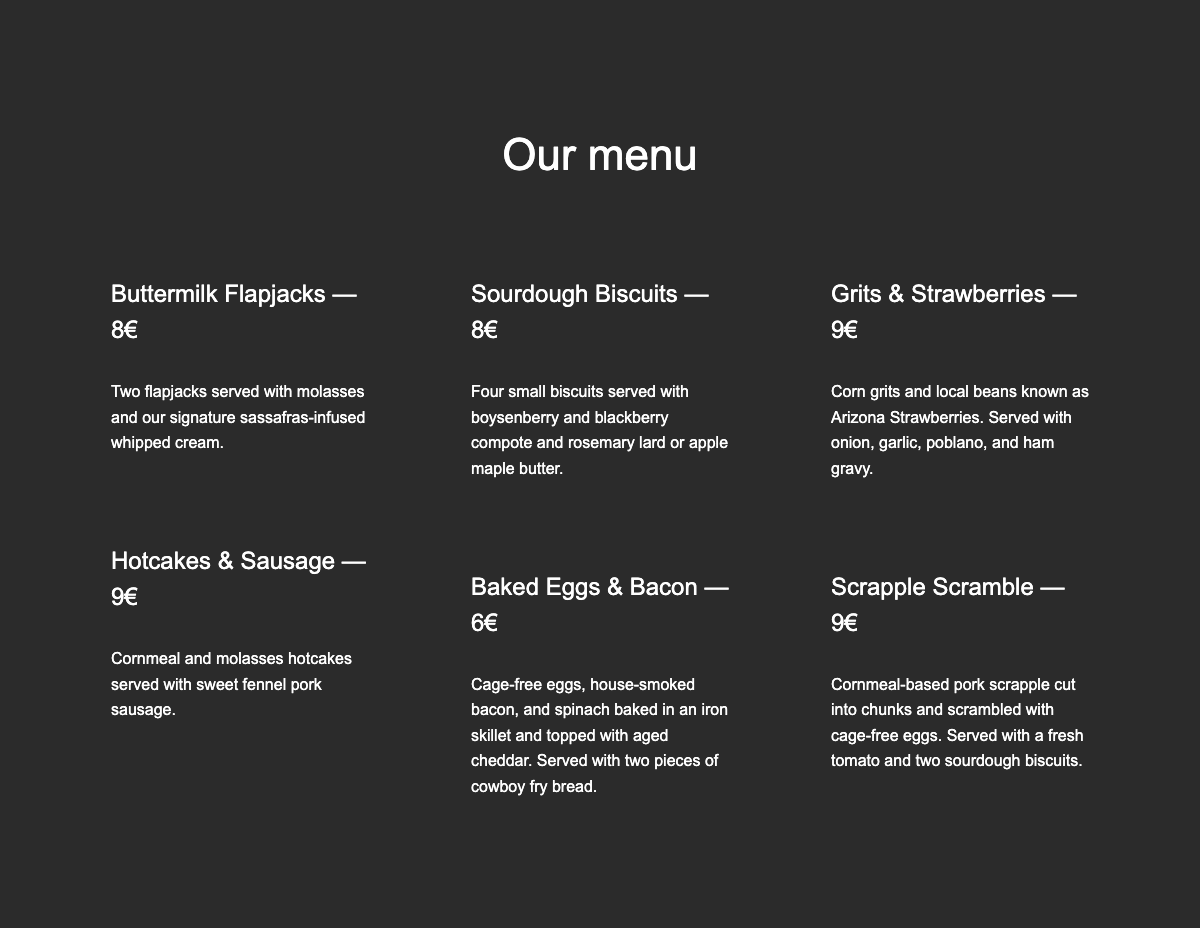 Our menu
Buttermilk Flapjacks —
8€
Two flapjacks served with molasses
and our signature sassafras-infused
whipped cream.
Hotcakes & Sausage —
9€
Cornmeal and molasses hotcakes
served with sweet fennel pork
sausage.
Sourdough Biscuits —
8€
Four small biscuits served with
boysenberry and blackberry
compote and rosemary lard or apple
maple butter.
Baked Eggs & Bacon —
6€
Cage-free eggs, house-smoked
bacon, and spinach baked in an iron
skillet and topped with aged
cheddar. Served with two pieces of
cowboy fry bread.
Grits & Strawberries —
9€
Corn grits and local beans known as
Arizona Strawberries. Served with
onion, garlic, poblano, and ham
gravy.
Scrapple Scramble —
9€
Cornmeal-based pork scrapple cut
into chunks and scrambled with
cage-free eggs. Served with a fresh
tomato and two sourdough biscuits.